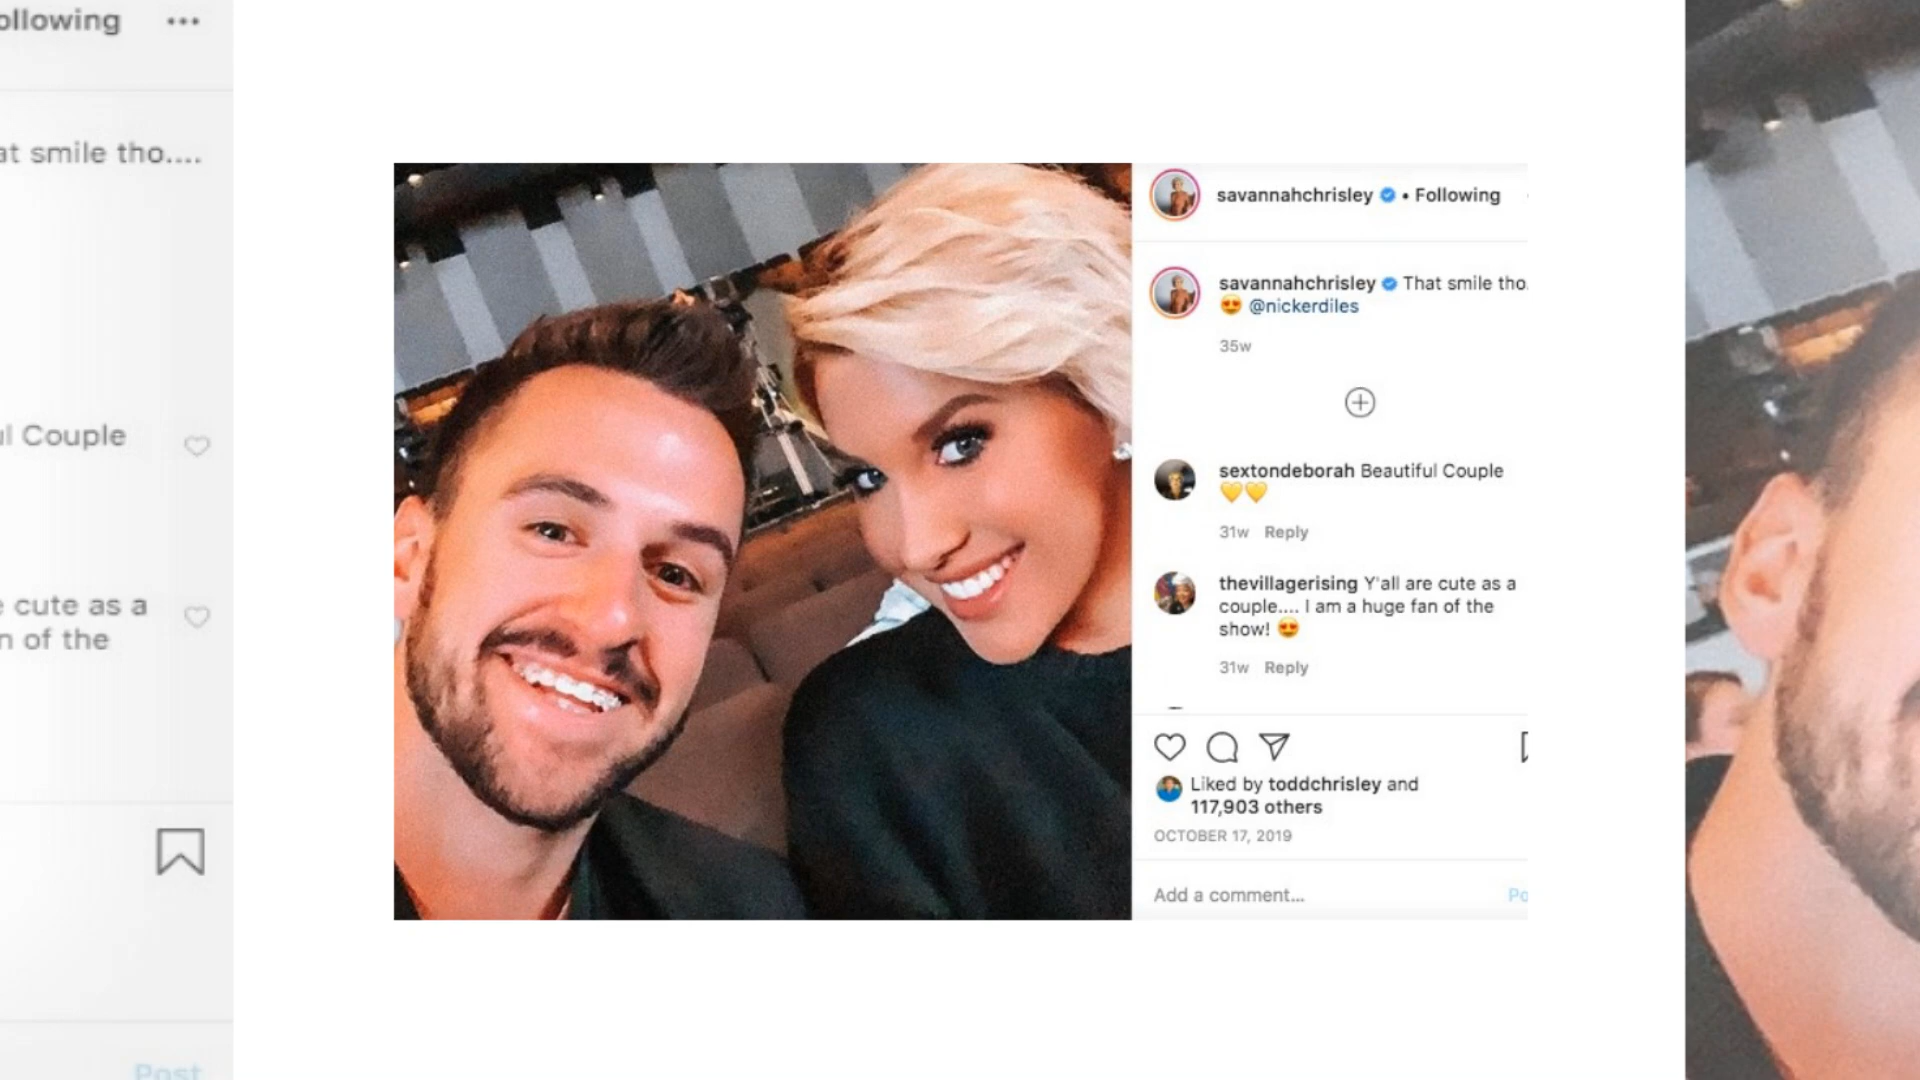 ollowing •••
at smile tho....
l Couple
cute as a
n of the
Post
savannahchrisley • Following
savannahchrisley That smile tho.
😍 @nickerdiles
35w
sextondeborah Beautiful Couple
💛💛
31w Reply
thevillagerising Y'all are cute as a
couple.... I am a huge fan of the
show! 😍
31w Reply
Liked by toddchrisley and
117,903 others
OCTOBER 17, 2019
Add a comment... Po